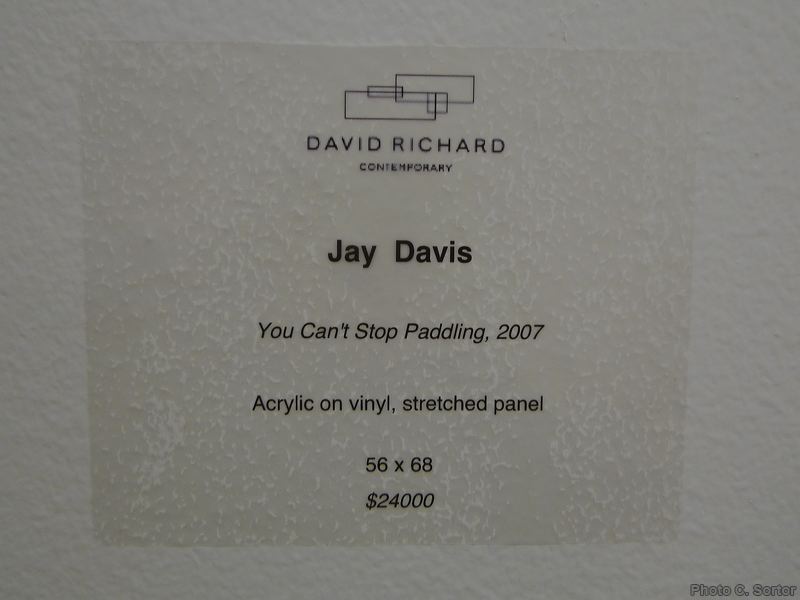 DAVID RICHARD
CONTEMPORARY
Jay Davis
You Can't Stop Paddling, 2007
Acrylic on vinyl, stretched panel
56 x 68
$24000
Photo C. Sortor